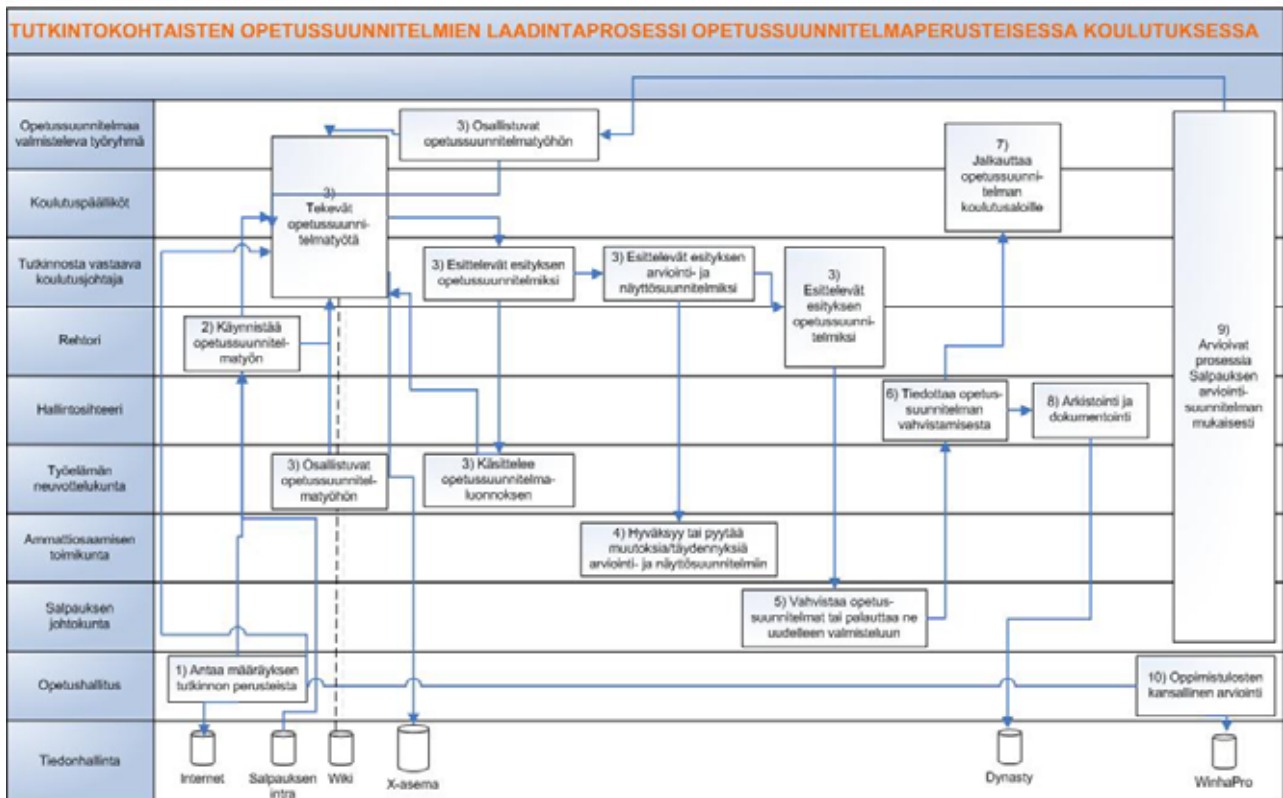 TUTKINTOKOHTAISTEN OPETUSSUUNNITELMIEN LAADINTAPROSESSI OPETUSSUUNNITELMAPERUSTEISESSA KOULUTUKSESSA
Opetussuunnitelmaa
valmisteleva työryhmä
3) Osallistuvat
opetussuunnitelmatyöhön
7)
Jalkauttaa
opetussuunni-
telman
koulutusaloille
Koulutuspäälliköt
3)
Tekevät
opetussuunni-
telmatyötä
Tutkinnosta vastaava
koulutusjohtaja
3) Esittelevät esityksen
opetussuunnitelmiksi
3) Esittelevät esityksen
arviointi- ja
näyttösuunnitelmiksi
3)
Esittelevät
esityksen
opetussuunni-
telmiksi
Rehtori
2) Käynnistää
opetussuunnitel-
matyön
9)
Arvioivat
prosessia
Salpauksen
arviointi-
suunnitelman
mukaisesti
Hallintosihteeri
6) Tiedottaa opetus-
suunnitelman
vahvistamisesta
8) Arkistointi ja
dokumentointi
Työelämän
neuvottelukunta
3) Osallistuvat
opetussuunnitel-
matyöhön
3) Käsittelee
opetussuunnitelma-
luonnoksen
Ammattiosaamisen
toimikunta
4) Hyväksyy tai pyytää
muutoksia/täydennyksiä
arviointi- ja näyttösuunnitelmiin
Salpauksen
johtokunta
5) Vahvistaa opetus-
suunnitelmat tai palauttaa ne
uudelleen valmisteluun
Opetushallitus
1) Antaa määräyksen
tutkinnon perusteista
10) Oppimistulosten
kansallinen arviointi
Tiedonhallinta
Internet
Salpauksen
intra
Wiki
X-asema
Dynasty
WinhaPro